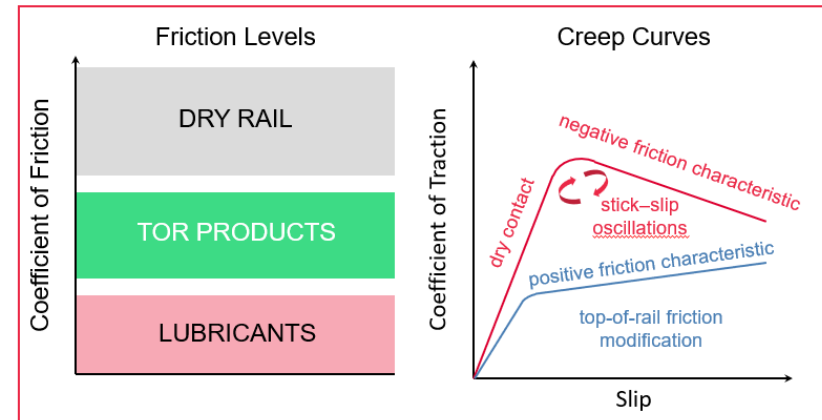 Friction Levels
Coefficient of Friction
DRY RAIL
TOR PRODUCTS
LUBRICANTS
Creep Curves
Coefficient of Traction
negative friction characteristic
dry contact
stick–slip
oscillations
positive friction characteristic
top-of-rail friction
modification
Slip